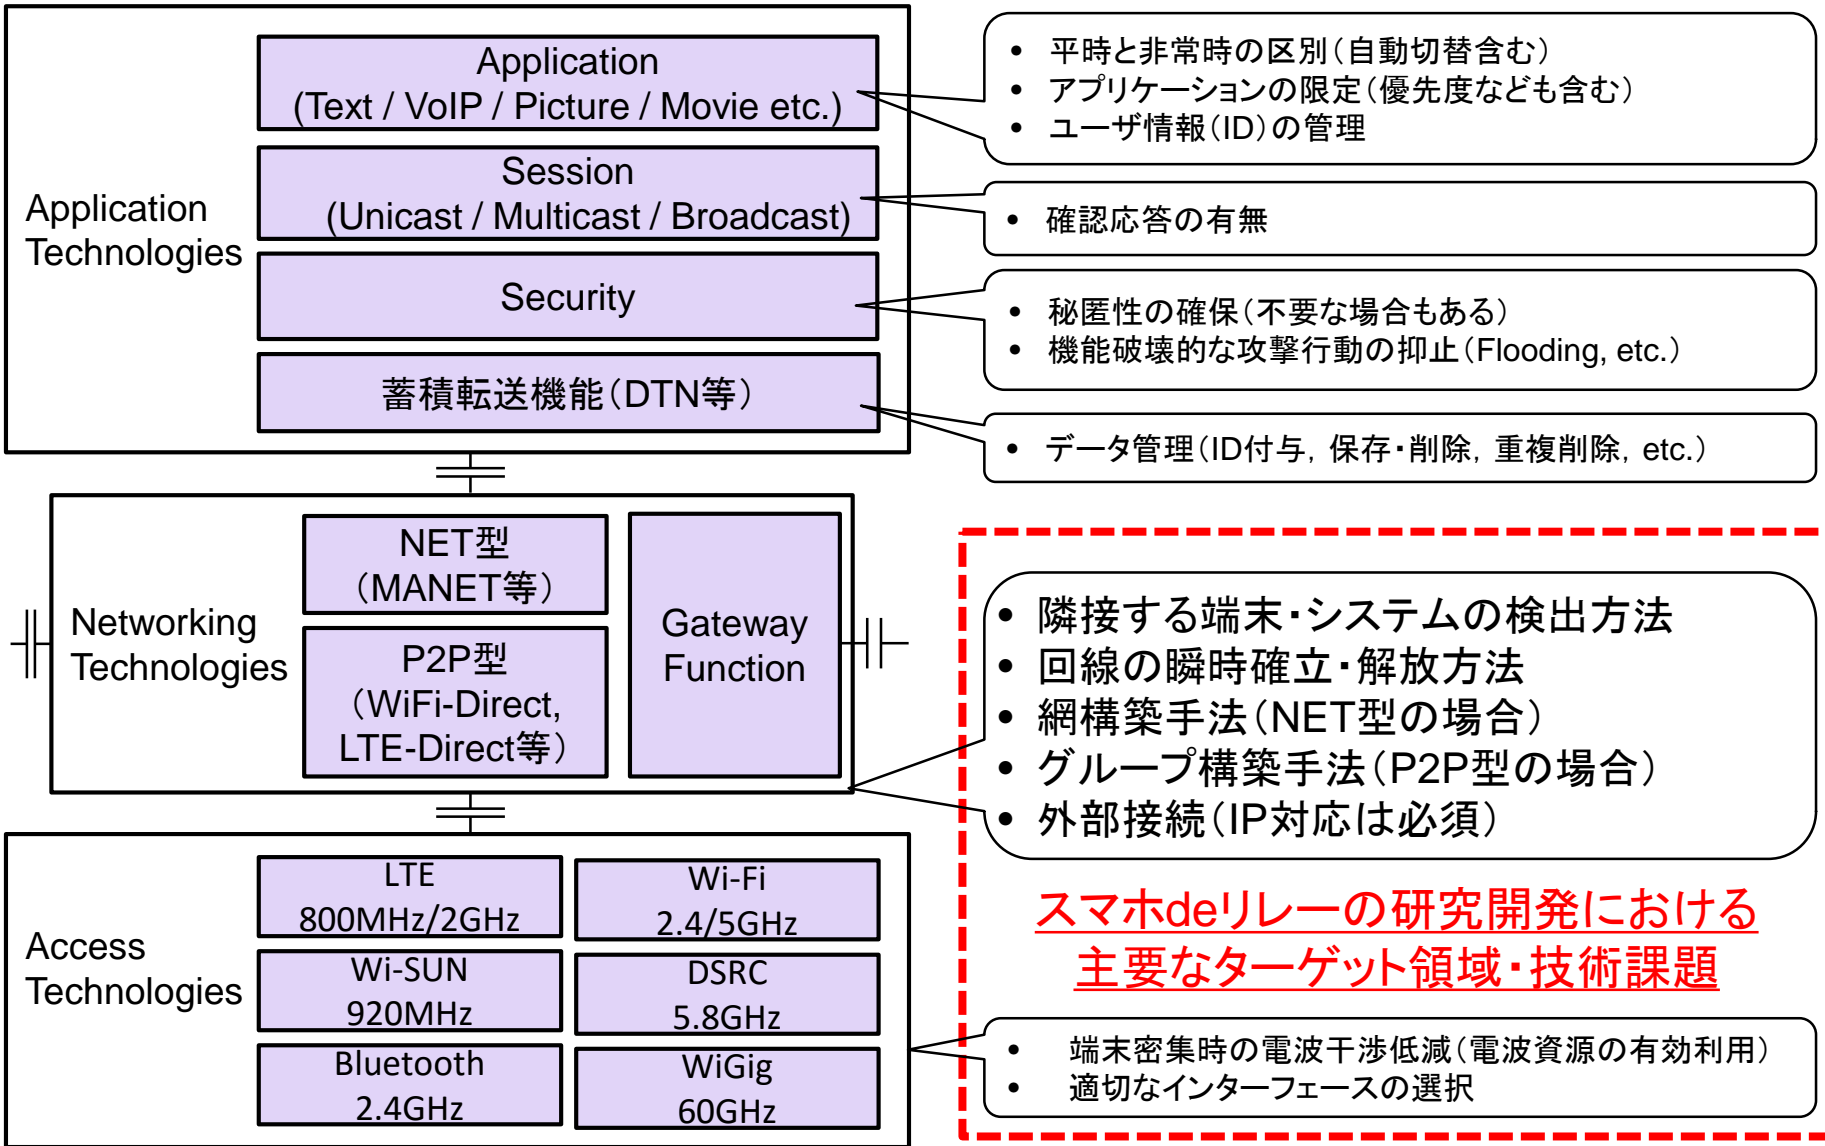 Application
(Text / VoIP / Picture / Movie etc.)
Session
(Unicast / Multicast / Broadcast)
Application
Technologies
Security
蓄積転送機能（DTN等）
• 平時と非常時の区別（自動切替含む）
• アプリケーションの限定（優先度なども含む）
• ユーザ情報（ID）の管理
• 確認応答の有無
• 秘匿性の確保（不要な場合もある）
• 機能破壊的な攻撃行動の抑止（Flooding, etc.）
• データ管理（ID付与，保存・削除，重複削除，etc.）
Networking
Technologies
NET型
（MANET等）
P2P型
（WiFi-Direct,
LTE-Direct等）
Gateway
Function
• 隣接する端末・システムの検出方法
• 回線の瞬時確立・解放方法
• 網構築手法（NET型の場合）
• グループ構築手法（P2P型の場合）
• 外部接続（IP対応は必須）
スマホdeリレーの研究開発における
主要なターゲット領域・技術課題
Access
Technologies
LTE
800MHz/2GHz
Wi-Fi
2.4/5GHz
Wi-SUN
920MHz
DSRC
5.8GHz
Bluetooth
2.4GHz
WiGig
60GHz
• 端末密集時の電波干渉低減（電波資源の有効利用）
• 適切なインターフェースの選択